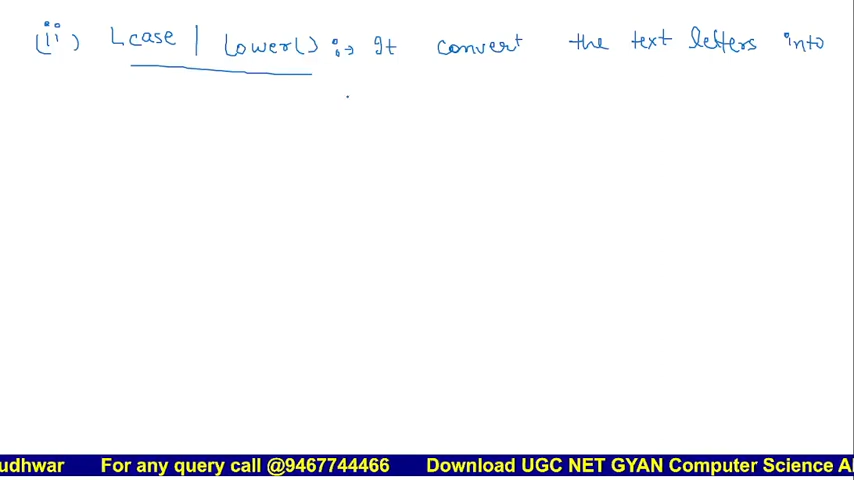 (ii) Lcase | Lower() :→ It convert the text letters into
udhwar For any query call @9467744466 Download UGC NET GYAN Computer Science A